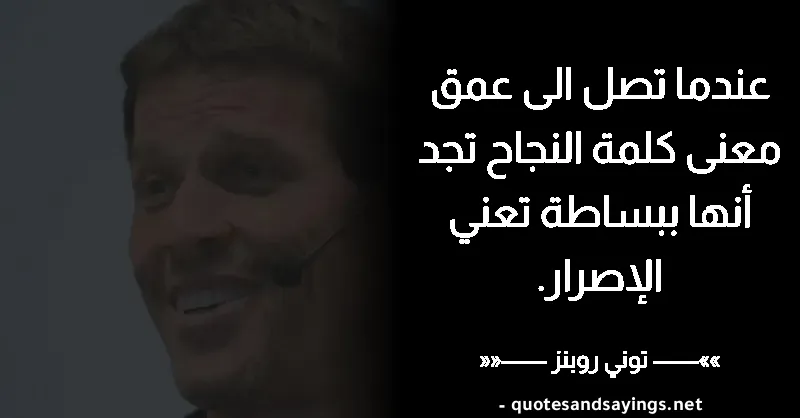 عندما تصل الى عمق
معنى كلمة النجاح تجد
أنها ببساطة تعني
الإصرار.
»»—— توني روبنز ——««
- quotesandsayings.net